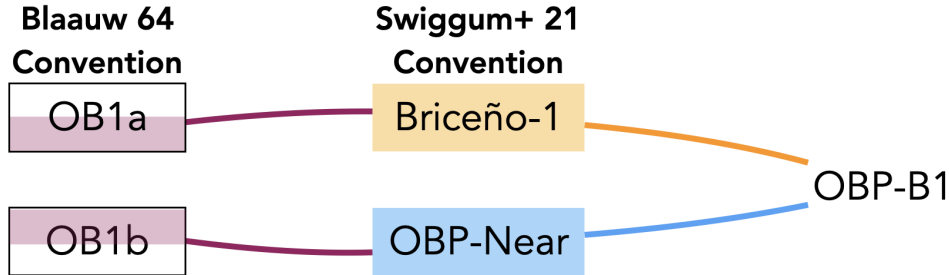 Blaauw 64
Convention
Swiggum+ 21
Convention
OB1a
Briceño-1
OBP-B1
OB1b
OBP-Near